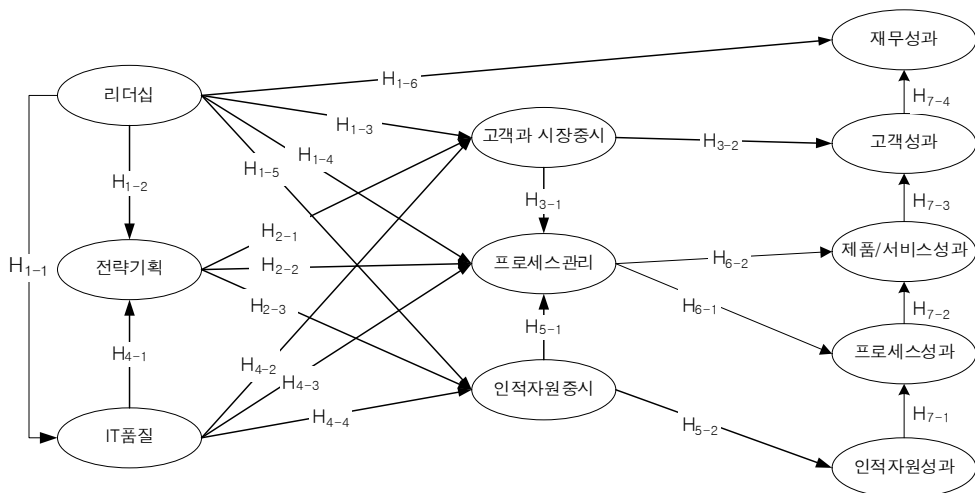 재무성과
리더십
H1-6
H7-4
H1-3
고객과 시장중시
H3-2
고객성과
H1-4
H1-5
H1-2
H3-1
H7-3
H2-1
H1-1
전략기획
H2-2
프로세스관리
H6-2
제품/서비스성과
H2-3
H6-1
H7-2
H5-1
H4-1
프로세스성과
H4-2
H4-3
인적자원중시
H4-4
H7-1
H5-2
IT품질
인적자원성과